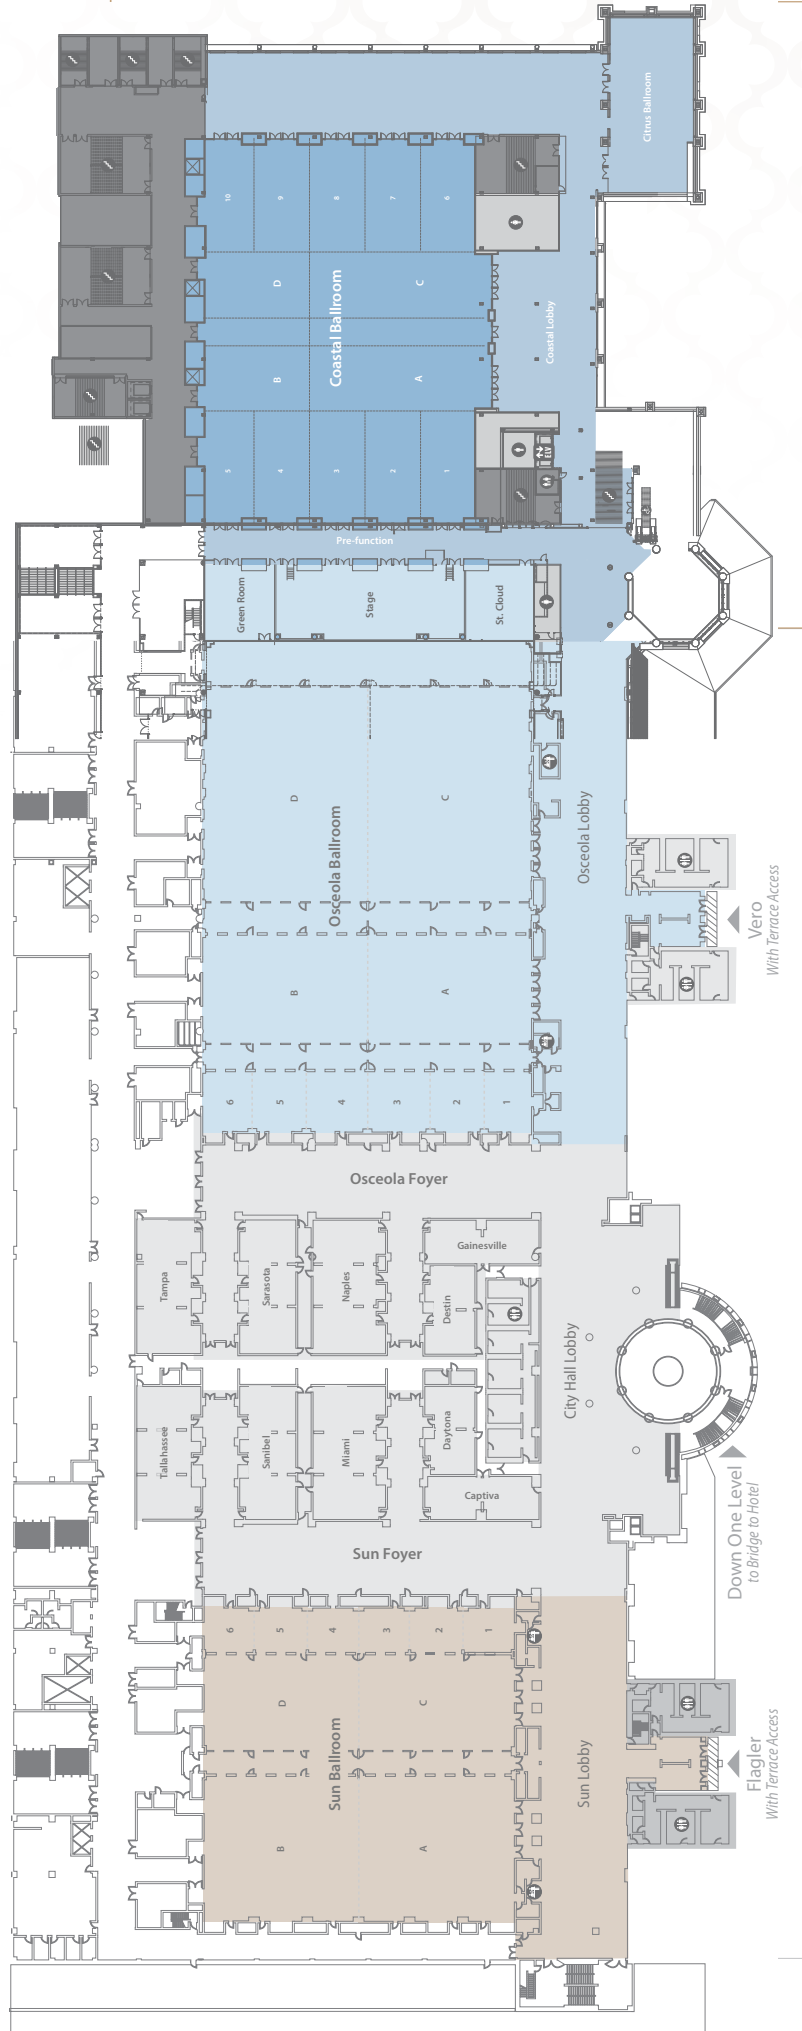 Citrus Ballroom
10
9
8
7
6
D
C
Coastal Ballroom
Coastal Lobby
B
A
5
4
3
2
1
ELV
Pre-function
Green Room
Stage
St. Cloud
D
C
Osceola Ballroom
Osceola Lobby
Vero
With Terrace Access
B
A
6
5
4
3
2
1
Osceola Foyer
Gainesville
Tampa
Sarasota
Naples
Destin
City Hall Lobby
Tallahassee
Sanibel
Miami
Daytona
Captiva
Down One Level
to Bridge to Hotel
Sun Foyer
6
5
4
3
2
1
D
C
Sun Ballroom
Sun Lobby
Flagler
With Terrace Access
B
A